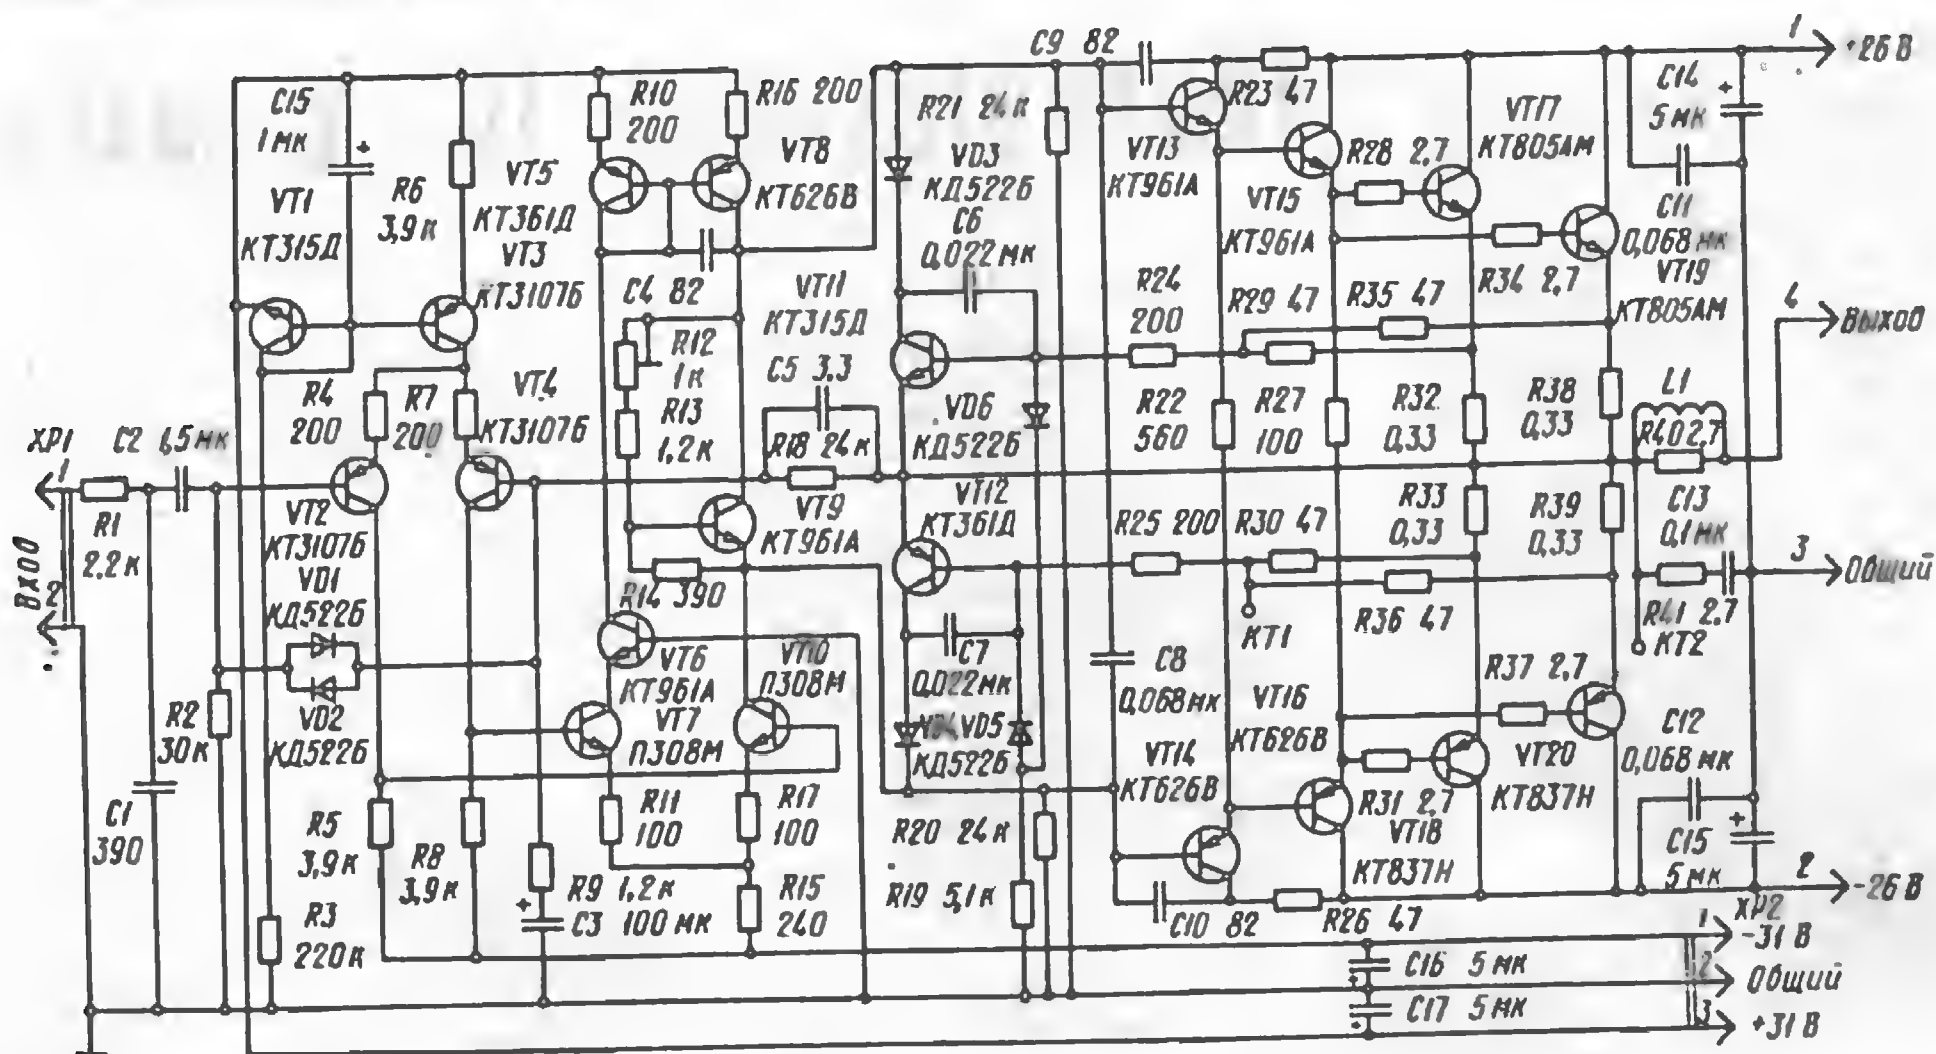 C9 82
1
+26 В
C15
1 мк
R10
200
R16 200
R21 24 к
R23 47
C14
5 мк
+
+
VT17
КТ805АМ
VT1
КТ315Д
R6
3,9 к
VT5
КТ361Д
VT8
КТ626В
VD3
КД522Б
VT13
КТ961А
R28 2,7
VT3
КТ3107Б
C6
0,022 мк
VT15
КТ961А
C11
0,068 мк
C4 82
VT11
КТ315Д
R24
200
R29 47
R35 47
R34 2,7
VT19
КТ805АМ
4
Выход
R12
1 к
C5 3,3
R4
200
R7
200
VT4
КТ3107Б
R13
1,2 к
R18 24 к
VD6
КД522Б
R22
560
R27
100
R32
0,33
R38
0,33
L1
R40 2,7
ХР1
1
C2 1,5 мк
R1
2,2 к
Вход
2
VT2
КТ3107Б
VT9
КТ961А
VT12
КТ361Д
R25 200
R30 47
R33
0,33
R39
0,33
C13
0,1 мк
3
Общий
VD1
КД522Б
R14 390
КТ1
R36 47
R41 2,7
КТ2
VT6
КТ961А
VT10
П308М
C7
0,022 мк
C8
0,068 мк
R37 2,7
R2
30 к
VD2
КД522Б
VT7
П308М
VD4 VD5
КД522Б
VT16
КТ626В
VT14
КТ626В
VT20
КТ837Н
C12
0,068 мк
C1
390
R5
3,9 к
R8
3,9 к
R11
100
R17
100
R20 24 к
R31 2,7
VT18
КТ837Н
+
C15
5 мк
2
-26 В
R3
220 к
R9 1,2 к
+
C3 100 мк
R15
240
R19 5,1 к
C10 82
R26 47
ХР2
1
-31 В
C16 5 мк
2
Общий
C17 5 мк
3
+31 В